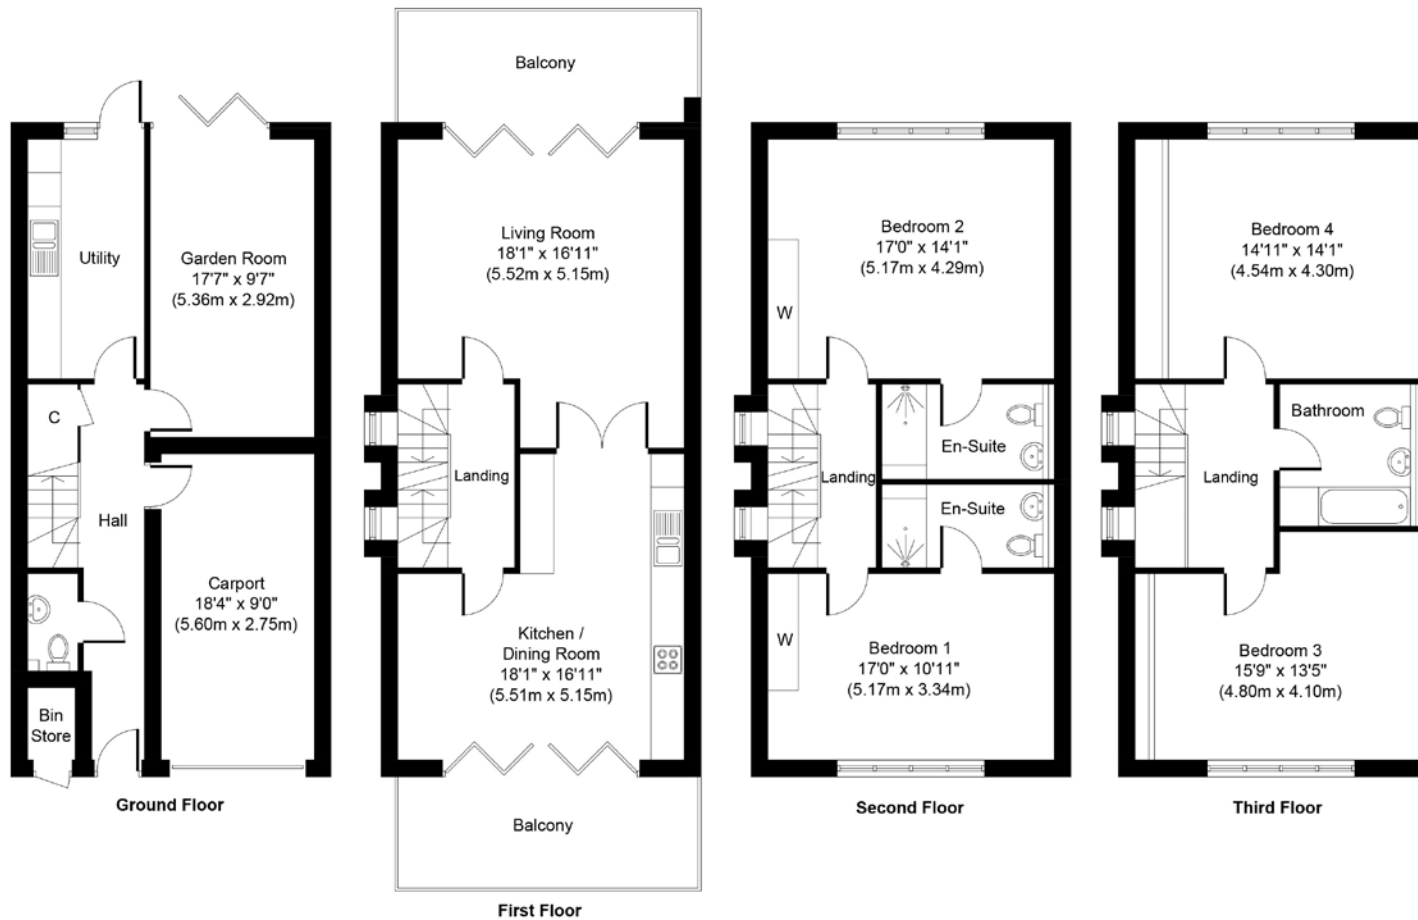 Utility
Garden Room
17'7" x 9'7"
(5.36m x 2.92m)
C
Hall
Carport
18'4" x 9'0"
(5.60m x 2.75m)
Bin
Store
Ground Floor
Balcony
Living Room
18'1" x 16'11"
(5.52m x 5.15m)
Landing
Kitchen /
Dining Room
18'1" x 16'11"
(5.51m x 5.15m)
Balcony
First Floor
Bedroom 2
17'0" x 14'1"
(5.17m x 4.29m)
W
En-Suite
Landing
En-Suite
W
Bedroom 1
17'0" x 10'11"
(5.17m x 3.34m)
Second Floor
Bedroom 4
14'11" x 14'1"
(4.54m x 4.30m)
Bathroom
Landing
Bedroom 3
15'9" x 13'5"
(4.80m x 4.10m)
Third Floor